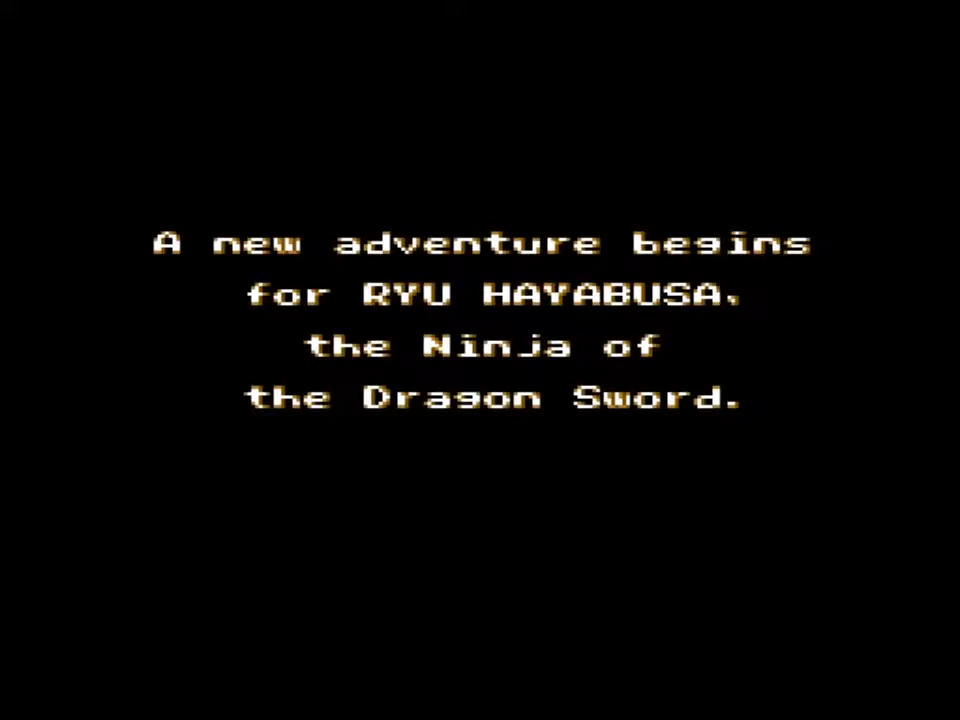 A new adventure begins
for RYU HAYABUSA,
the Ninja of
the Dragon Sword.